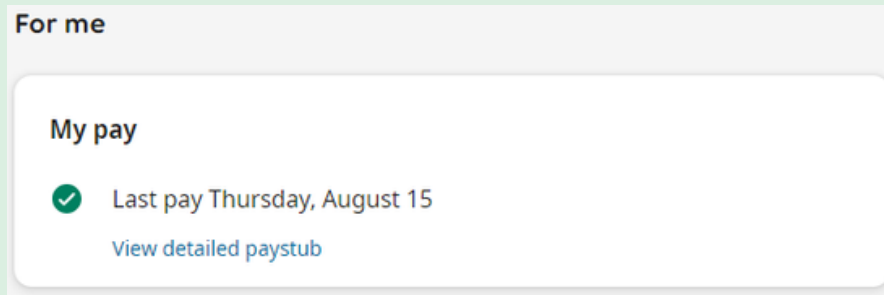 For me
My pay
Last pay Thursday, August 15
View detailed paystub